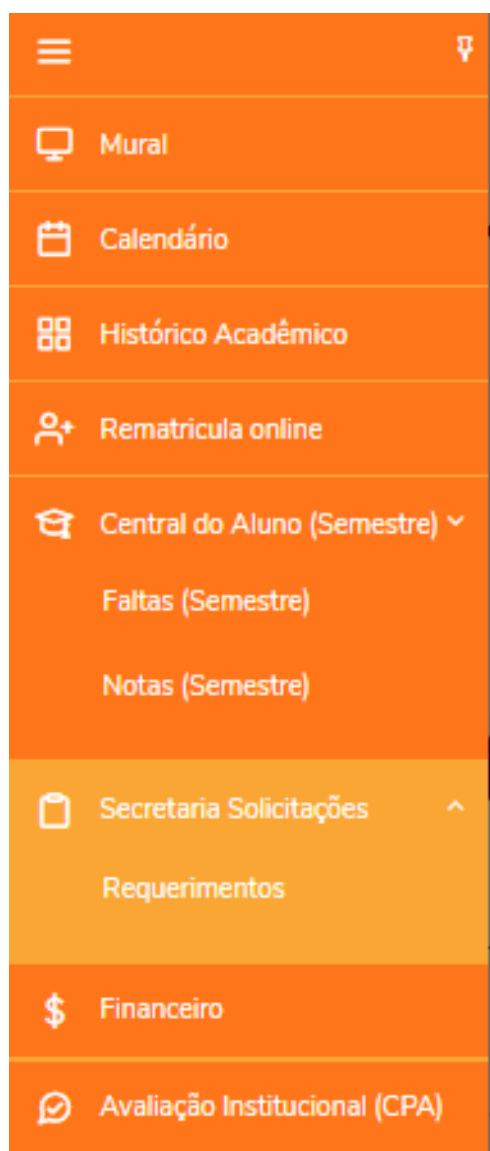 Mural
Calendário
Histórico Acadêmico
Rematricula online
Central do Aluno (Semestre)
Faltas (Semestre)
Notas (Semestre)
Secretaria Solicitações
Requerimentos
Financeiro
Avaliação Institucional (CPA)